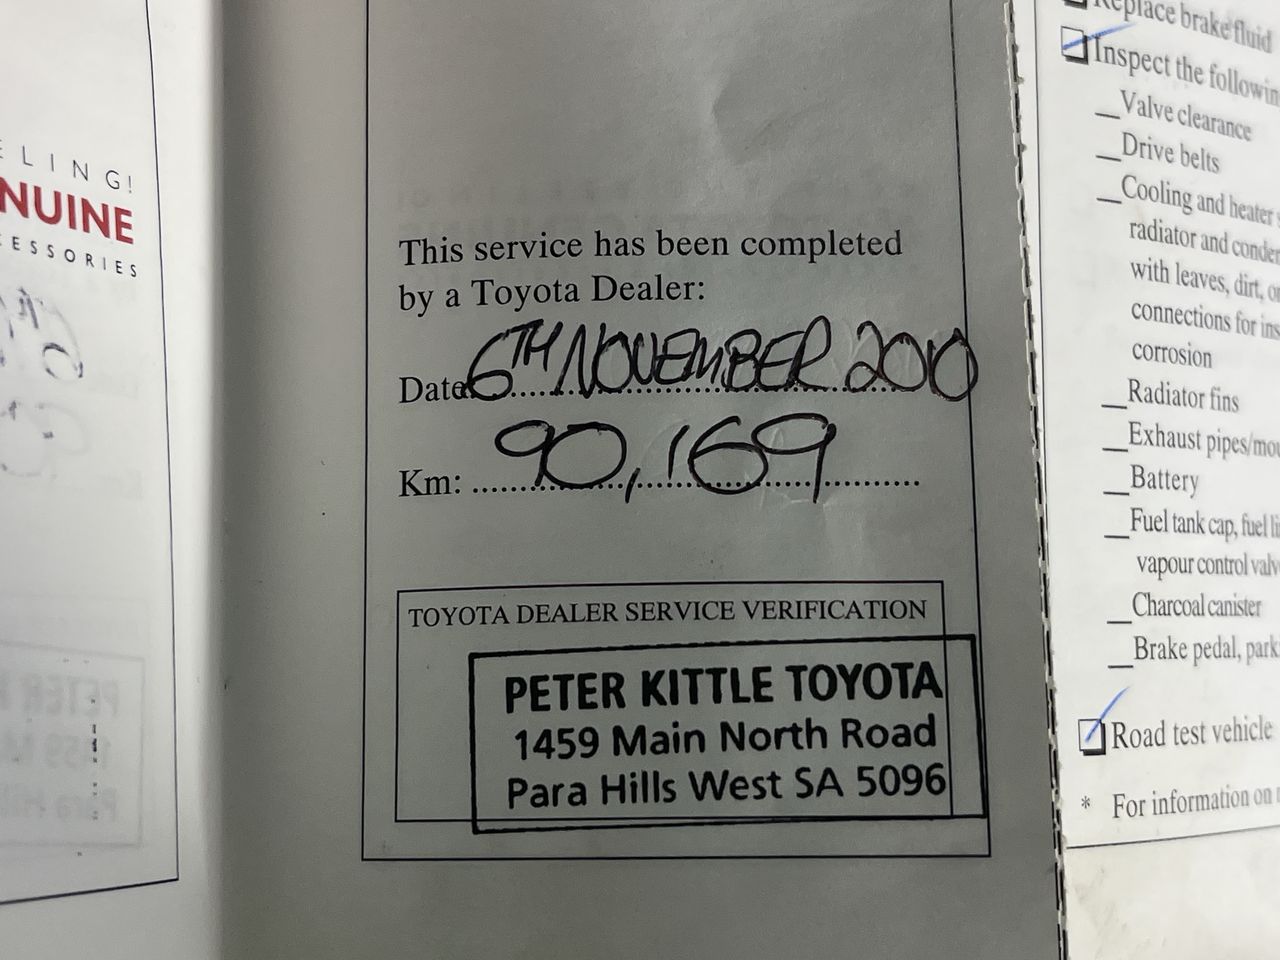 LING!
NUINE
ESSORIES
This service has been completed
by a Toyota Dealer:
Date 6TH NOVEMBER 2010
Km: 90,169
TOYOTA DEALER SERVICE VERIFICATION
PETER KITTLE TOYOTA
1459 Main North Road
Para Hills West SA 5096
Replace brake fluid
Inspect the followin
Valve clearance
Drive belts
Cooling and heater
radiator and conde
with leaves, dirt, o
connections for ins
corrosion
Radiator fins
Exhaust pipes/mou
Battery
Fuel tank cap, fuel li
vapour control valv
Charcoal canister
Brake pedal, park
Road test vehicle
* For information on